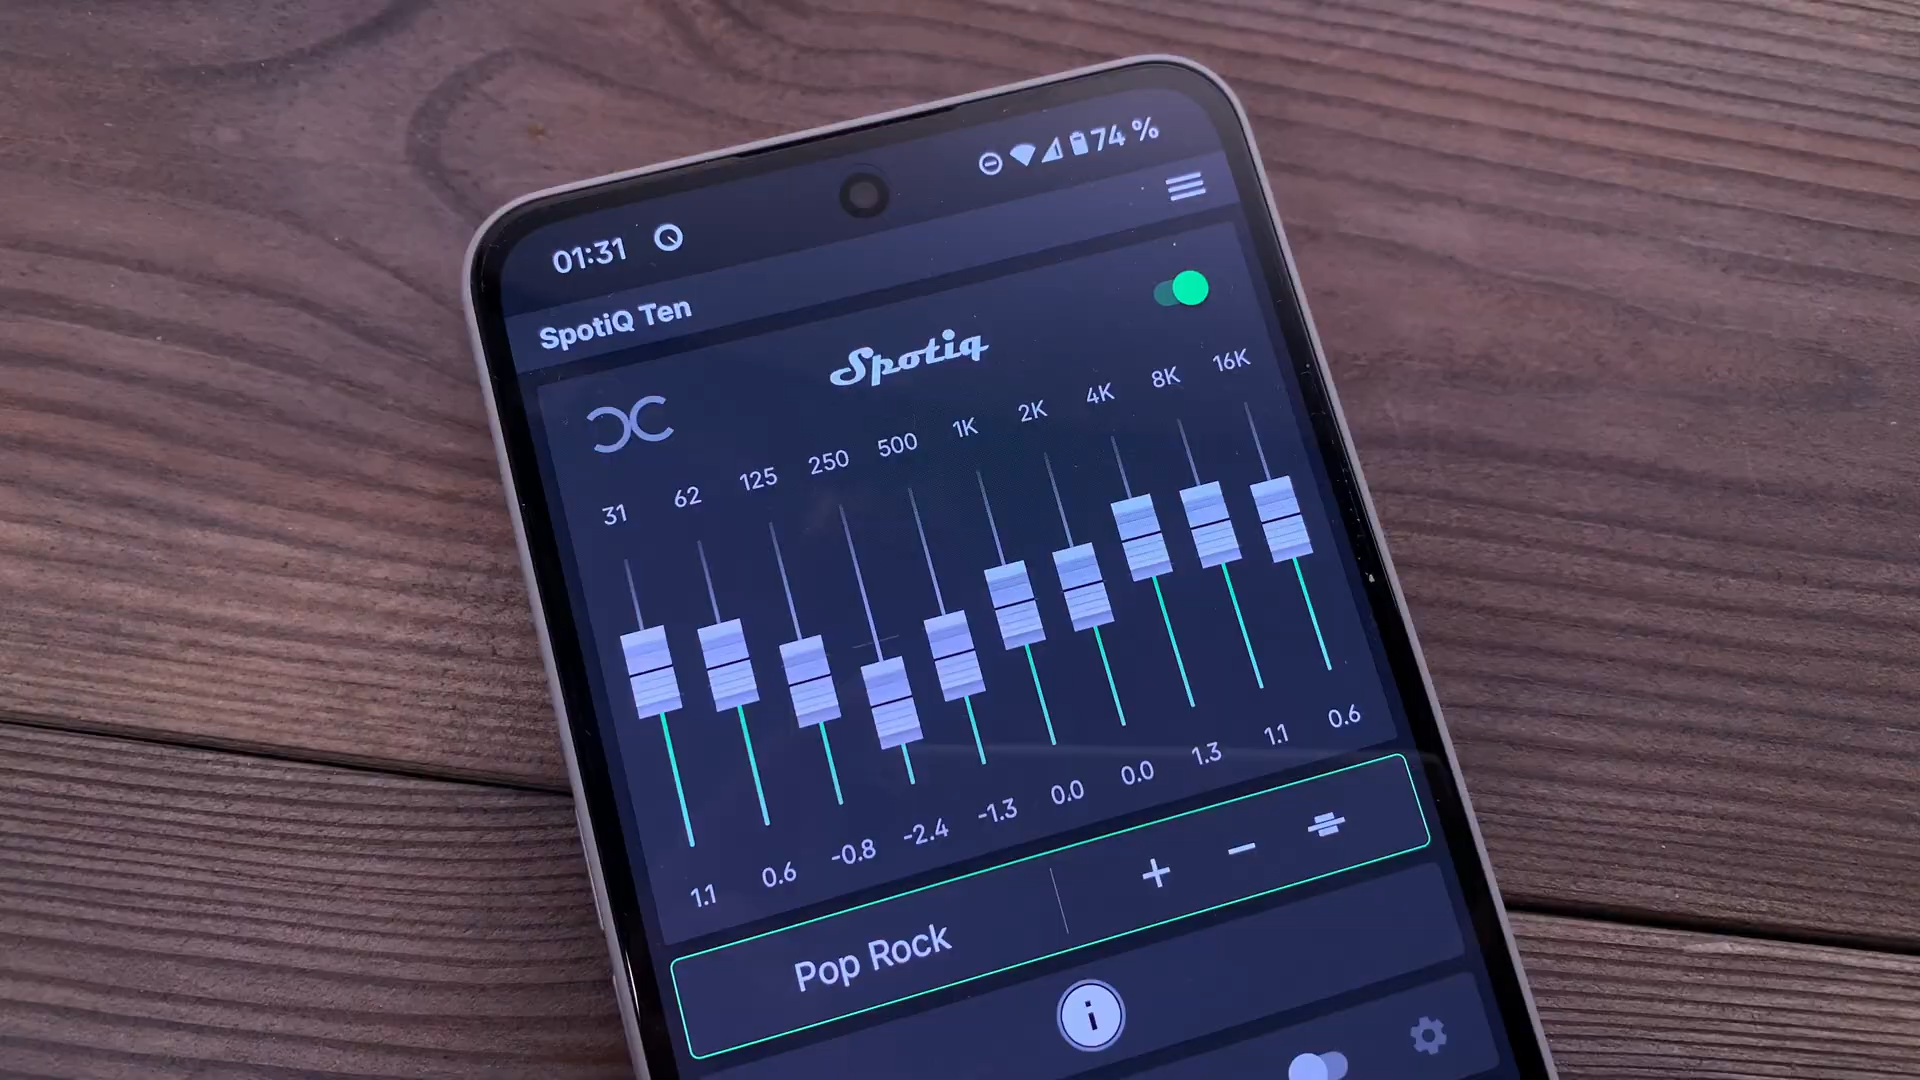 01:31 74 %
SpotiQ Ten
Spotiq
31 62 125 250 500 1K 2K 4K 8K 16K
1.1 0.6 -0.8 -2.4 -1.3 0.0 0.0 1.3 1.1 0.6
Pop Rock + −
i